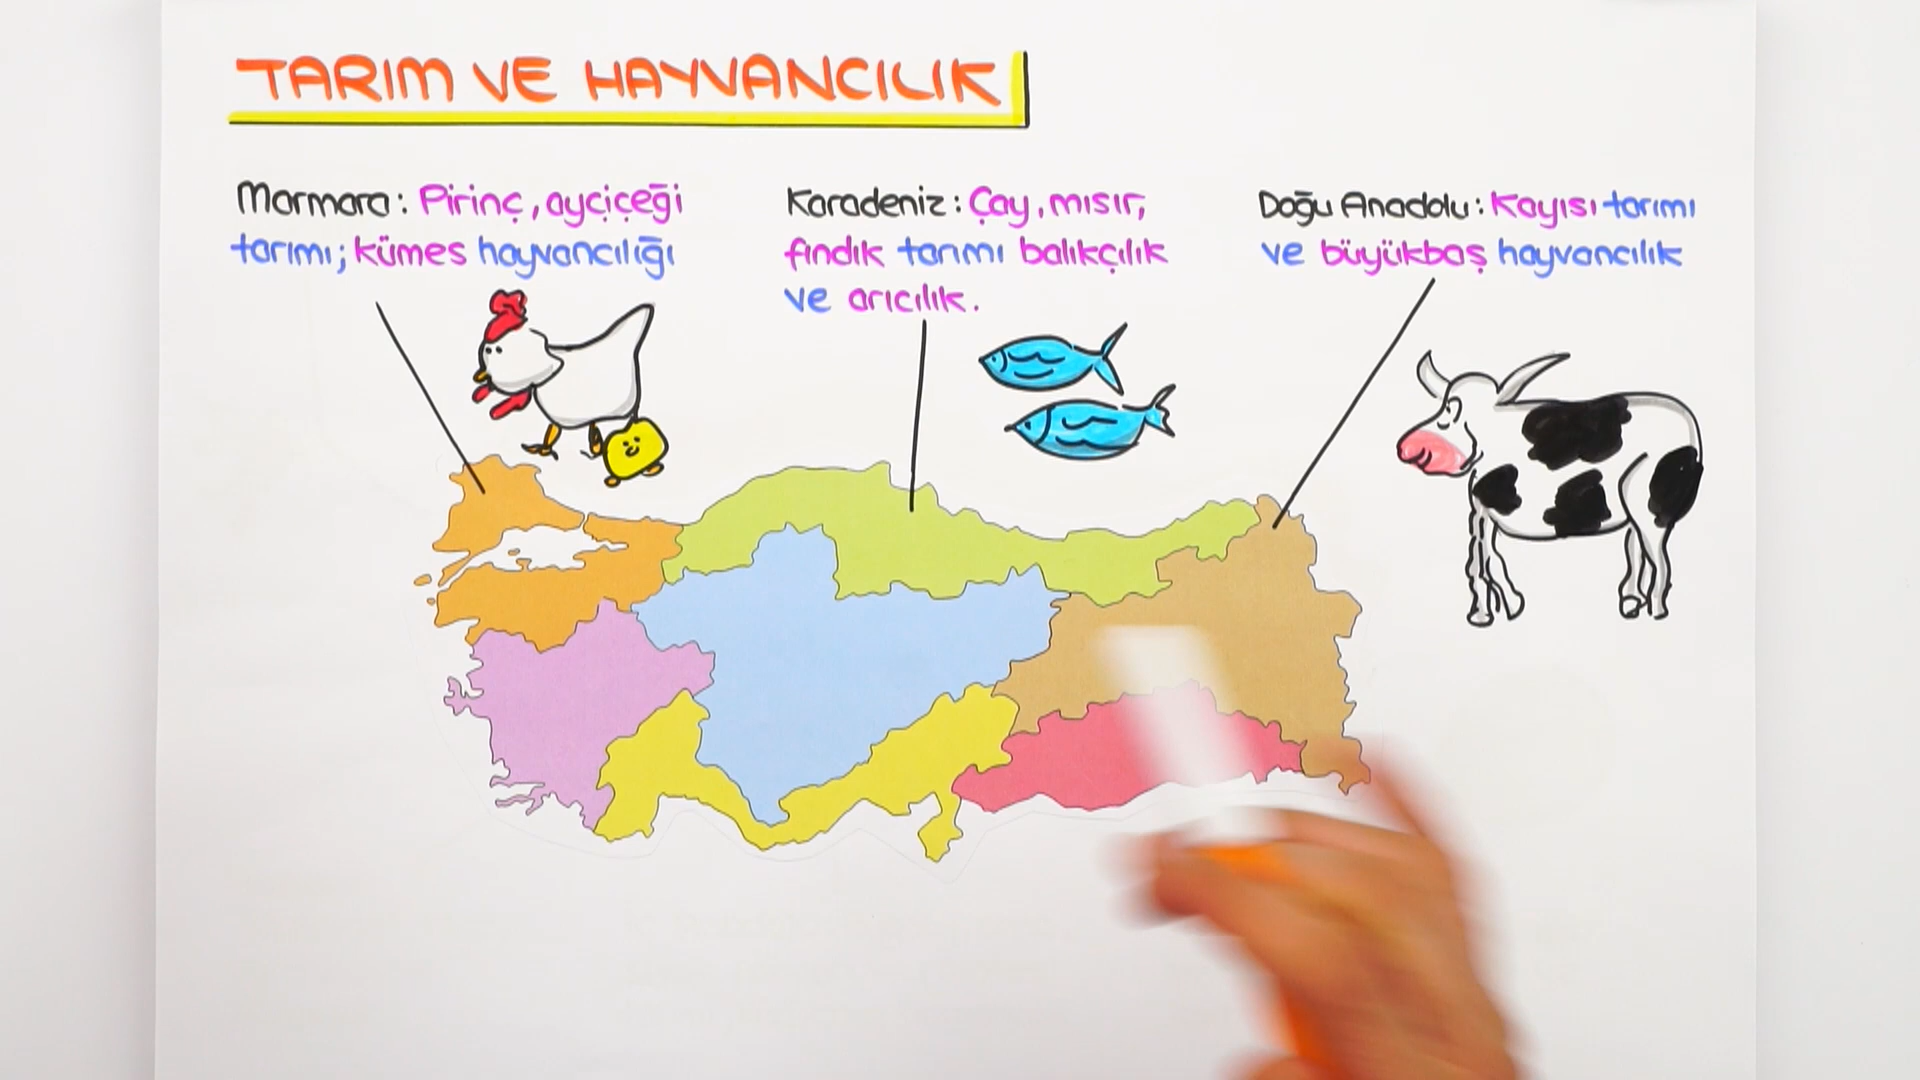 TARIM VE HAYVANCILIK
Marmara: Pirinç, ayçiçeği
tarımı; kümes hayvancılığı
Karadeniz: Çay, mısır,
fındık tarımı balıkçılık
ve arıcılık.
Doğu Anadolu: Kayısı tarımı
ve büyükbaş hayvancılık